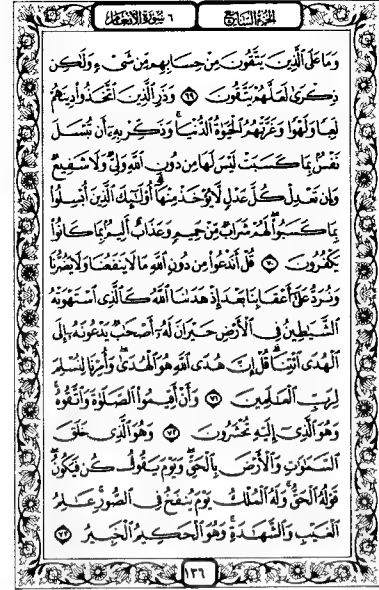 الجزء السابع
٦ سورة الأنعام
وَمَا عَلَى ٱلَّذِينَ يَتَّقُونَ مِنْ حِسَابِهِم مِّن شَىْءٍ وَلَٰكِن
ذِكْرَىٰ لَعَلَّهُمْ يَتَّقُونَ ٦٩ وَذَرِ ٱلَّذِينَ ٱتَّخَذُوا۟ دِينَهُمْ
لَعِبًا وَلَهْوًا وَغَرَّتْهُمُ ٱلْحَيَوٰةُ ٱلدُّنْيَا ۚ وَذَكِّرْ بِهِۦٓ أَن تُبْسَلَ
نَفْسٌۢ بِمَا كَسَبَتْ لَيْسَ لَهَا مِن دُونِ ٱللَّهِ وَلِىٌّ وَلَا شَفِيعٌ
وَإِن تَعْدِلْ كُلَّ عَدْلٍ لَّا يُؤْخَذْ مِنْهَآ ۗ أُو۟لَٰٓئِكَ ٱلَّذِينَ أُبْسِلُوا۟
بِمَا كَسَبُوا۟ ۖ لَهُمْ شَرَابٌ مِّنْ حَمِيمٍ وَعَذَابٌ أَلِيمٌۢ بِمَا كَانُوا۟
يَكْفُرُونَ ٧٠ قُلْ أَنَدْعُوا۟ مِن دُونِ ٱللَّهِ مَا لَا يَنفَعُنَا وَلَا يَضُرُّنَا
وَنُرَدُّ عَلَىٰٓ أَعْقَابِنَا بَعْدَ إِذْ هَدَىٰنَا ٱللَّهُ كَٱلَّذِى ٱسْتَهْوَتْهُ
ٱلشَّيَٰطِينُ فِى ٱلْأَرْضِ حَيْرَانَ لَهُۥٓ أَصْحَٰبٌ يَدْعُونَهُۥٓ إِلَى
ٱلْهُدَى ٱئْتِنَا ۗ قُلْ إِنَّ هُدَى ٱللَّهِ هُوَ ٱلْهُدَىٰ ۖ وَأُمِرْنَا لِنُسْلِمَ
لِرَبِّ ٱلْعَٰلَمِينَ ٧١ وَأَنْ أَقِيمُوا۟ ٱلصَّلَوٰةَ وَٱتَّقُوهُ ۚ
وَهُوَ ٱلَّذِىٓ إِلَيْهِ تُحْشَرُونَ ٧٢ وَهُوَ ٱلَّذِى خَلَقَ
ٱلسَّمَٰوَٰتِ وَٱلْأَرْضَ بِٱلْحَقِّ ۖ وَيَوْمَ يَقُولُ كُن فَيَكُونُ ۚ
قَوْلُهُ ٱلْحَقُّ ۚ وَلَهُ ٱلْمُلْكُ يَوْمَ يُنفَخُ فِى ٱلصُّورِ ۚ عَٰلِمُ
ٱلْغَيْبِ وَٱلشَّهَٰدَةِ ۚ وَهُوَ ٱلْحَكِيمُ ٱلْخَبِيرُ ٧٣
١٣٦